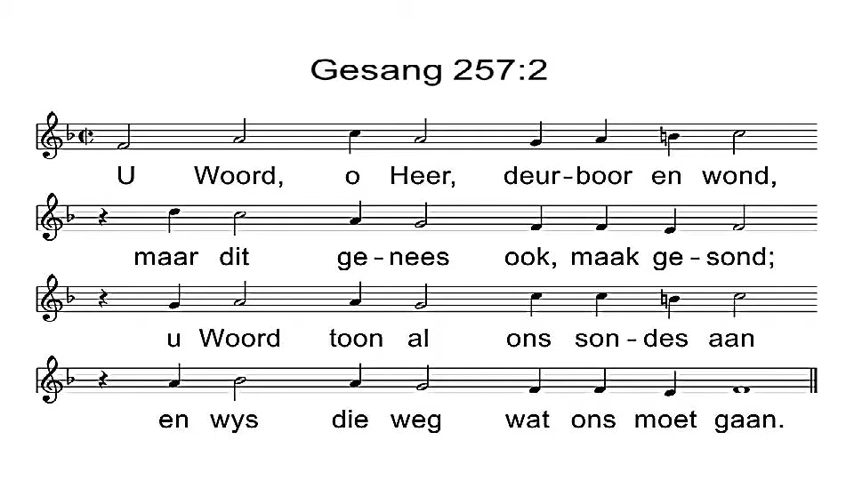 Gesang 257:2
U Woord, o Heer, deur-boor en wond,
maar dit ge-nees ook, maak ge-sond;
u Woord toon al ons son-des aan
en wys die weg wat ons moet gaan.